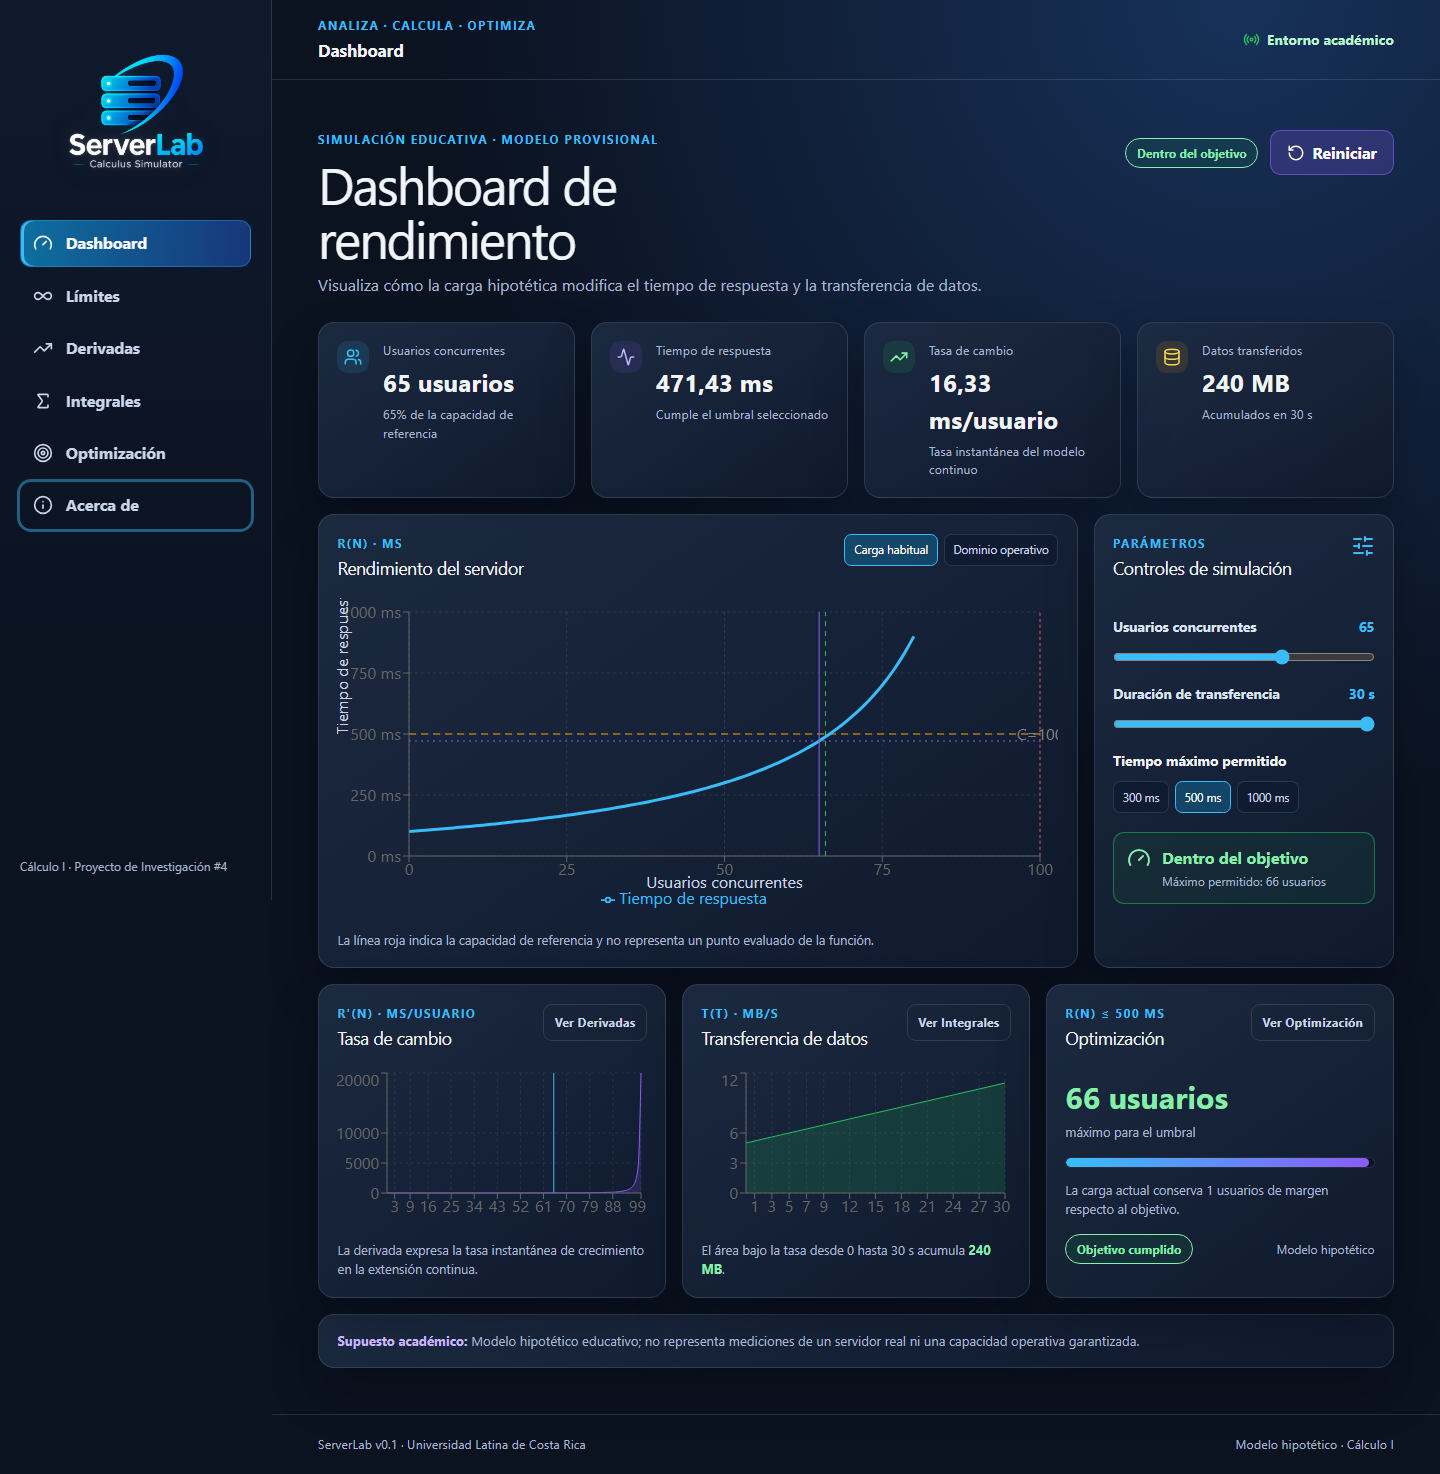 ServerLab
Calculus Simulator
Dashboard
Límites
Derivadas
Integrales
Optimización
Acerca de
Cálculo I · Proyecto de Investigación #4
ANALIZA · CALCULA · OPTIMIZA
Dashboard
Entorno académico
SIMULACIÓN EDUCATIVA · MODELO PROVISIONAL
Dashboard de
rendimiento
Visualiza cómo la carga hipotética modifica el tiempo de respuesta y la transferencia de datos.
Dentro del objetivo
Reiniciar
Usuarios concurrentes
65 usuarios
65% de la capacidad de
referencia
Tiempo de respuesta
471,43 ms
Cumple el umbral seleccionado
Tasa de cambio
16,33
ms/usuario
Tasa instantánea del modelo
continuo
Datos transferidos
240 MB
Acumulados en 30 s
R(N) · MS
Rendimiento del servidor
Carga habitual
Dominio operativo
Tiempo de respues
000 ms
750 ms
500 ms
250 ms
0 ms
C=100
0 25 50 75 100
Usuarios concurrentes
Tiempo de respuesta
La línea roja indica la capacidad de referencia y no representa un punto evaluado de la función.
PARÁMETROS
Controles de simulación
Usuarios concurrentes 65
Duración de transferencia 30 s
Tiempo máximo permitido
300 ms 500 ms 1000 ms
Dentro del objetivo
Máximo permitido: 66 usuarios
R'(N) · MS/USUARIO
Tasa de cambio
Ver Derivadas
20000
10000
5000
0
3 9 16 25 34 43 52 61 70 79 88 99
La derivada expresa la tasa instantánea de crecimiento
en la extensión continua.
T(T) · MB/S
Transferencia de datos
Ver Integrales
12
6
3
0
1 3 5 7 9 12 15 18 21 24 27 30
El área bajo la tasa desde 0 hasta 30 s acumula 240
MB.
R(N) ≤ 500 MS
Optimización
Ver Optimización
66 usuarios
máximo para el umbral
La carga actual conserva 1 usuarios de margen
respecto al objetivo.
Objetivo cumplido
Modelo hipotético
Supuesto académico: Modelo hipotético educativo; no representa mediciones de un servidor real ni una capacidad operativa garantizada.
ServerLab v0.1 · Universidad Latina de Costa Rica
Modelo hipotético · Cálculo I